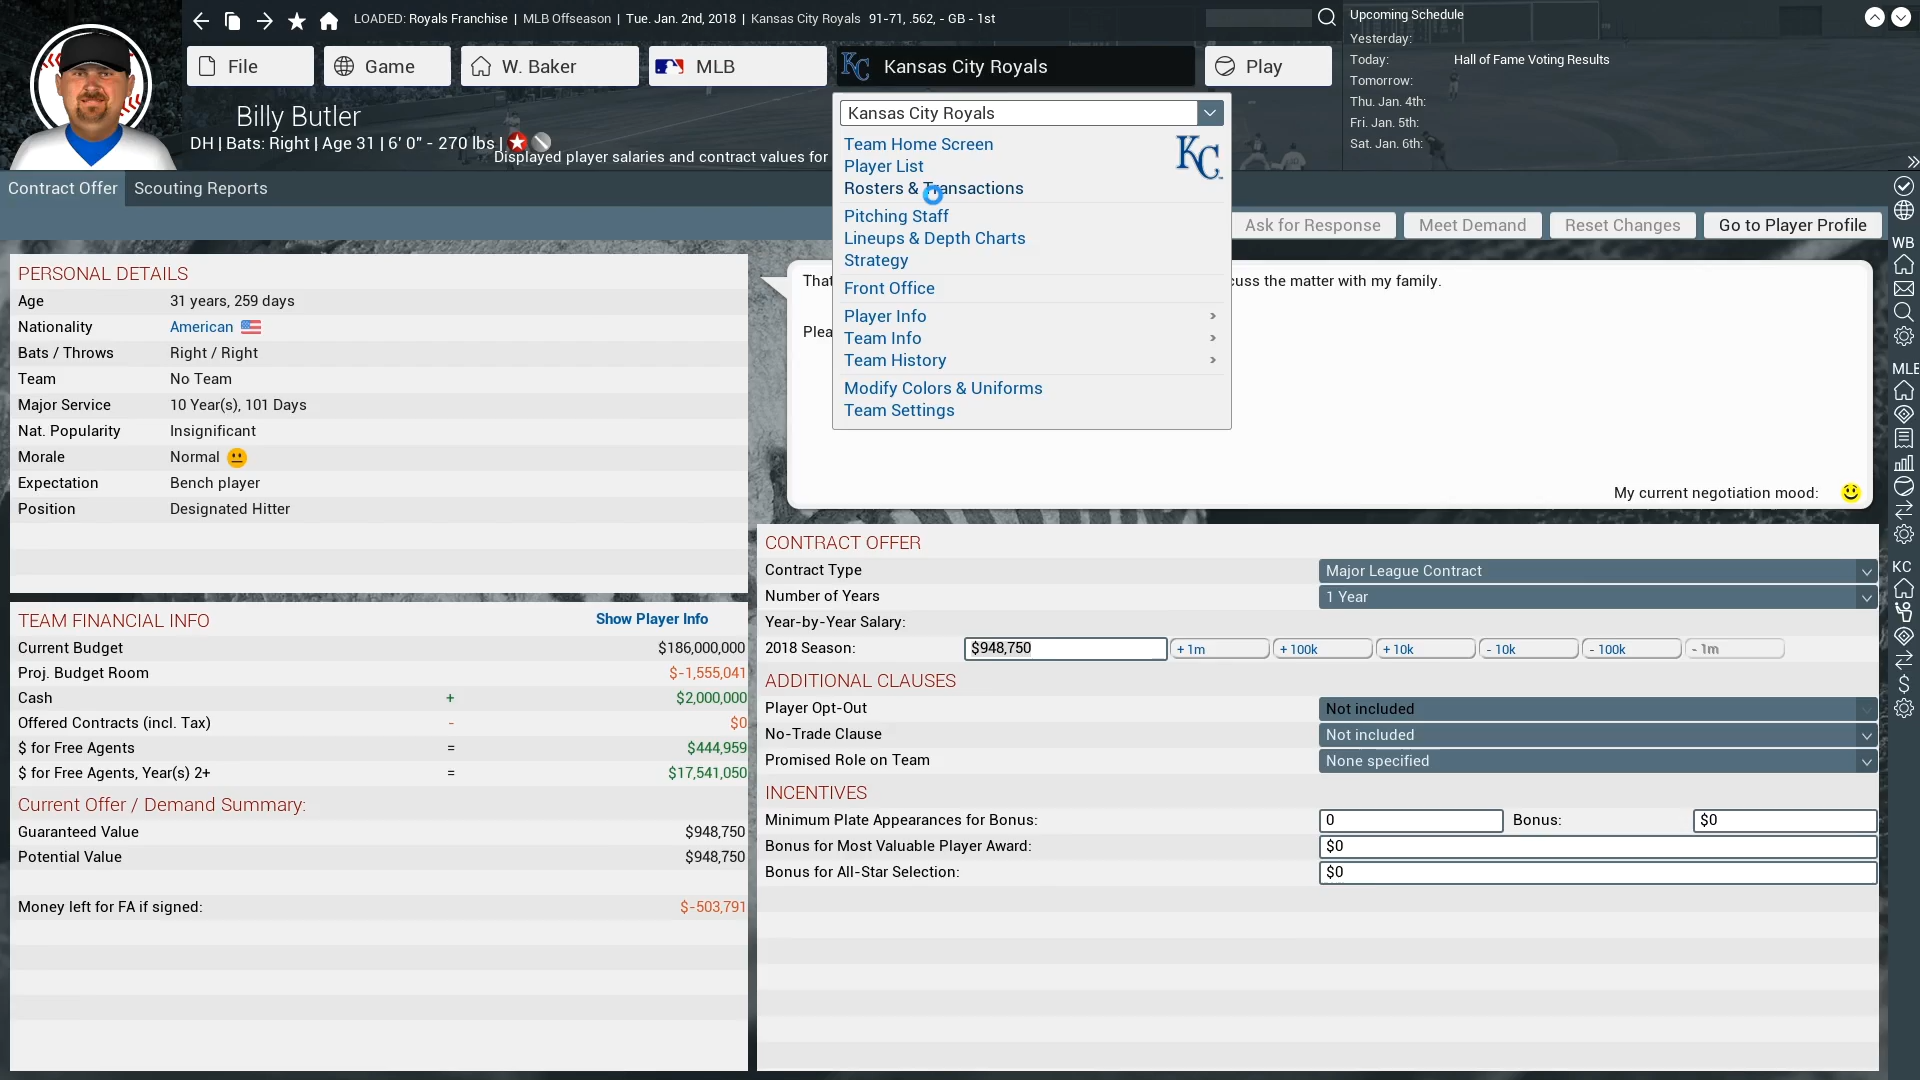 LOADED: Royals Franchise | MLB Offseason | Tue. Jan. 2nd, 2018 | Kansas City Royals 91-71, .562, - GB - 1st
Upcoming Schedule
Yesterday:
Today: Hall of Fame Voting Results
Tomorrow:
Thu. Jan. 4th:
Fri. Jan. 5th:
Sat. Jan. 6th:
File
Game
W. Baker
MLB
Kansas City Royals
Play
Billy Butler
DH | Bats: Right | Age 31 | 6' 0" - 270 lbs |
Displayed player salaries and contract values for
Contract Offer
Scouting Reports
Kansas City Royals
Team Home Screen
Player List
Rosters & Transactions
Pitching Staff
Lineups & Depth Charts
Strategy
Front Office
Player Info
Team Info
Team History
Modify Colors & Uniforms
Team Settings
KC
Ask for Response
Meet Demand
Reset Changes
Go to Player Profile
PERSONAL DETAILS
Age 31 years, 259 days
Nationality American
Bats / Throws Right / Right
Team No Team
Major Service 10 Year(s), 101 Days
Nat. Popularity Insignificant
Morale Normal
Expectation Bench player
Position Designated Hitter
TEAM FINANCIAL INFO Show Player Info
Current Budget $186,000,000
Proj. Budget Room $-1,555,041
Cash + $2,000,000
Offered Contracts (incl. Tax) - $0
$ for Free Agents = $444,959
$ for Free Agents, Year(s) 2+ = $17,541,050
Current Offer / Demand Summary:
Guaranteed Value $948,750
Potential Value $948,750
Money left for FA if signed: $-503,791
That
cuss the matter with my family.
Plea
My current negotiation mood:
CONTRACT OFFER
Contract Type Major League Contract
Number of Years 1 Year
Year-by-Year Salary:
2018 Season: $948,750 + 1m + 100k + 10k - 10k - 100k - 1m
ADDITIONAL CLAUSES
Player Opt-Out Not included
No-Trade Clause Not included
Promised Role on Team None specified
INCENTIVES
Minimum Plate Appearances for Bonus: 0 Bonus: $0
Bonus for Most Valuable Player Award: $0
Bonus for All-Star Selection: $0
WB
MLB
KC